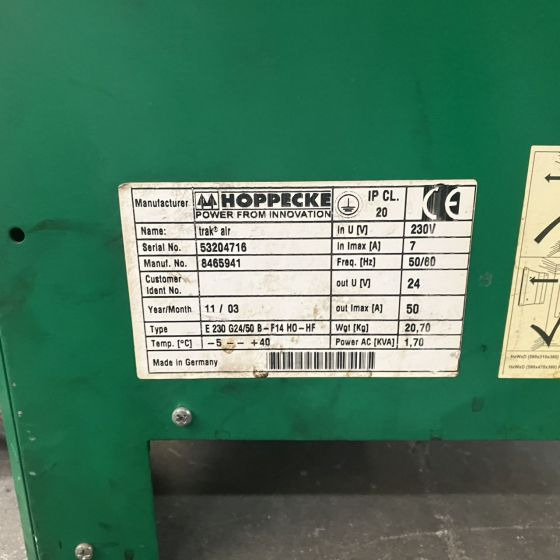 Manufacturer HOPPECKE IP CL. CE
POWER FROM INNOVATION 20
Name: trak® air In U [V] 230V
Serial No. 53204716 In Imax [A] 7
Manuf. No. 8465941 Freq. [Hz] 50/60
Customer Ident No. out U [V] 24
Year/Month 11 / 03 out Imax [A] 50
Type E 230 G24/50 B-F14 HO-HF Wgt [Kg] 20,70
Temp. [°C] -5 -- +40 Power AC [KVA] 1,70
Made in Germany